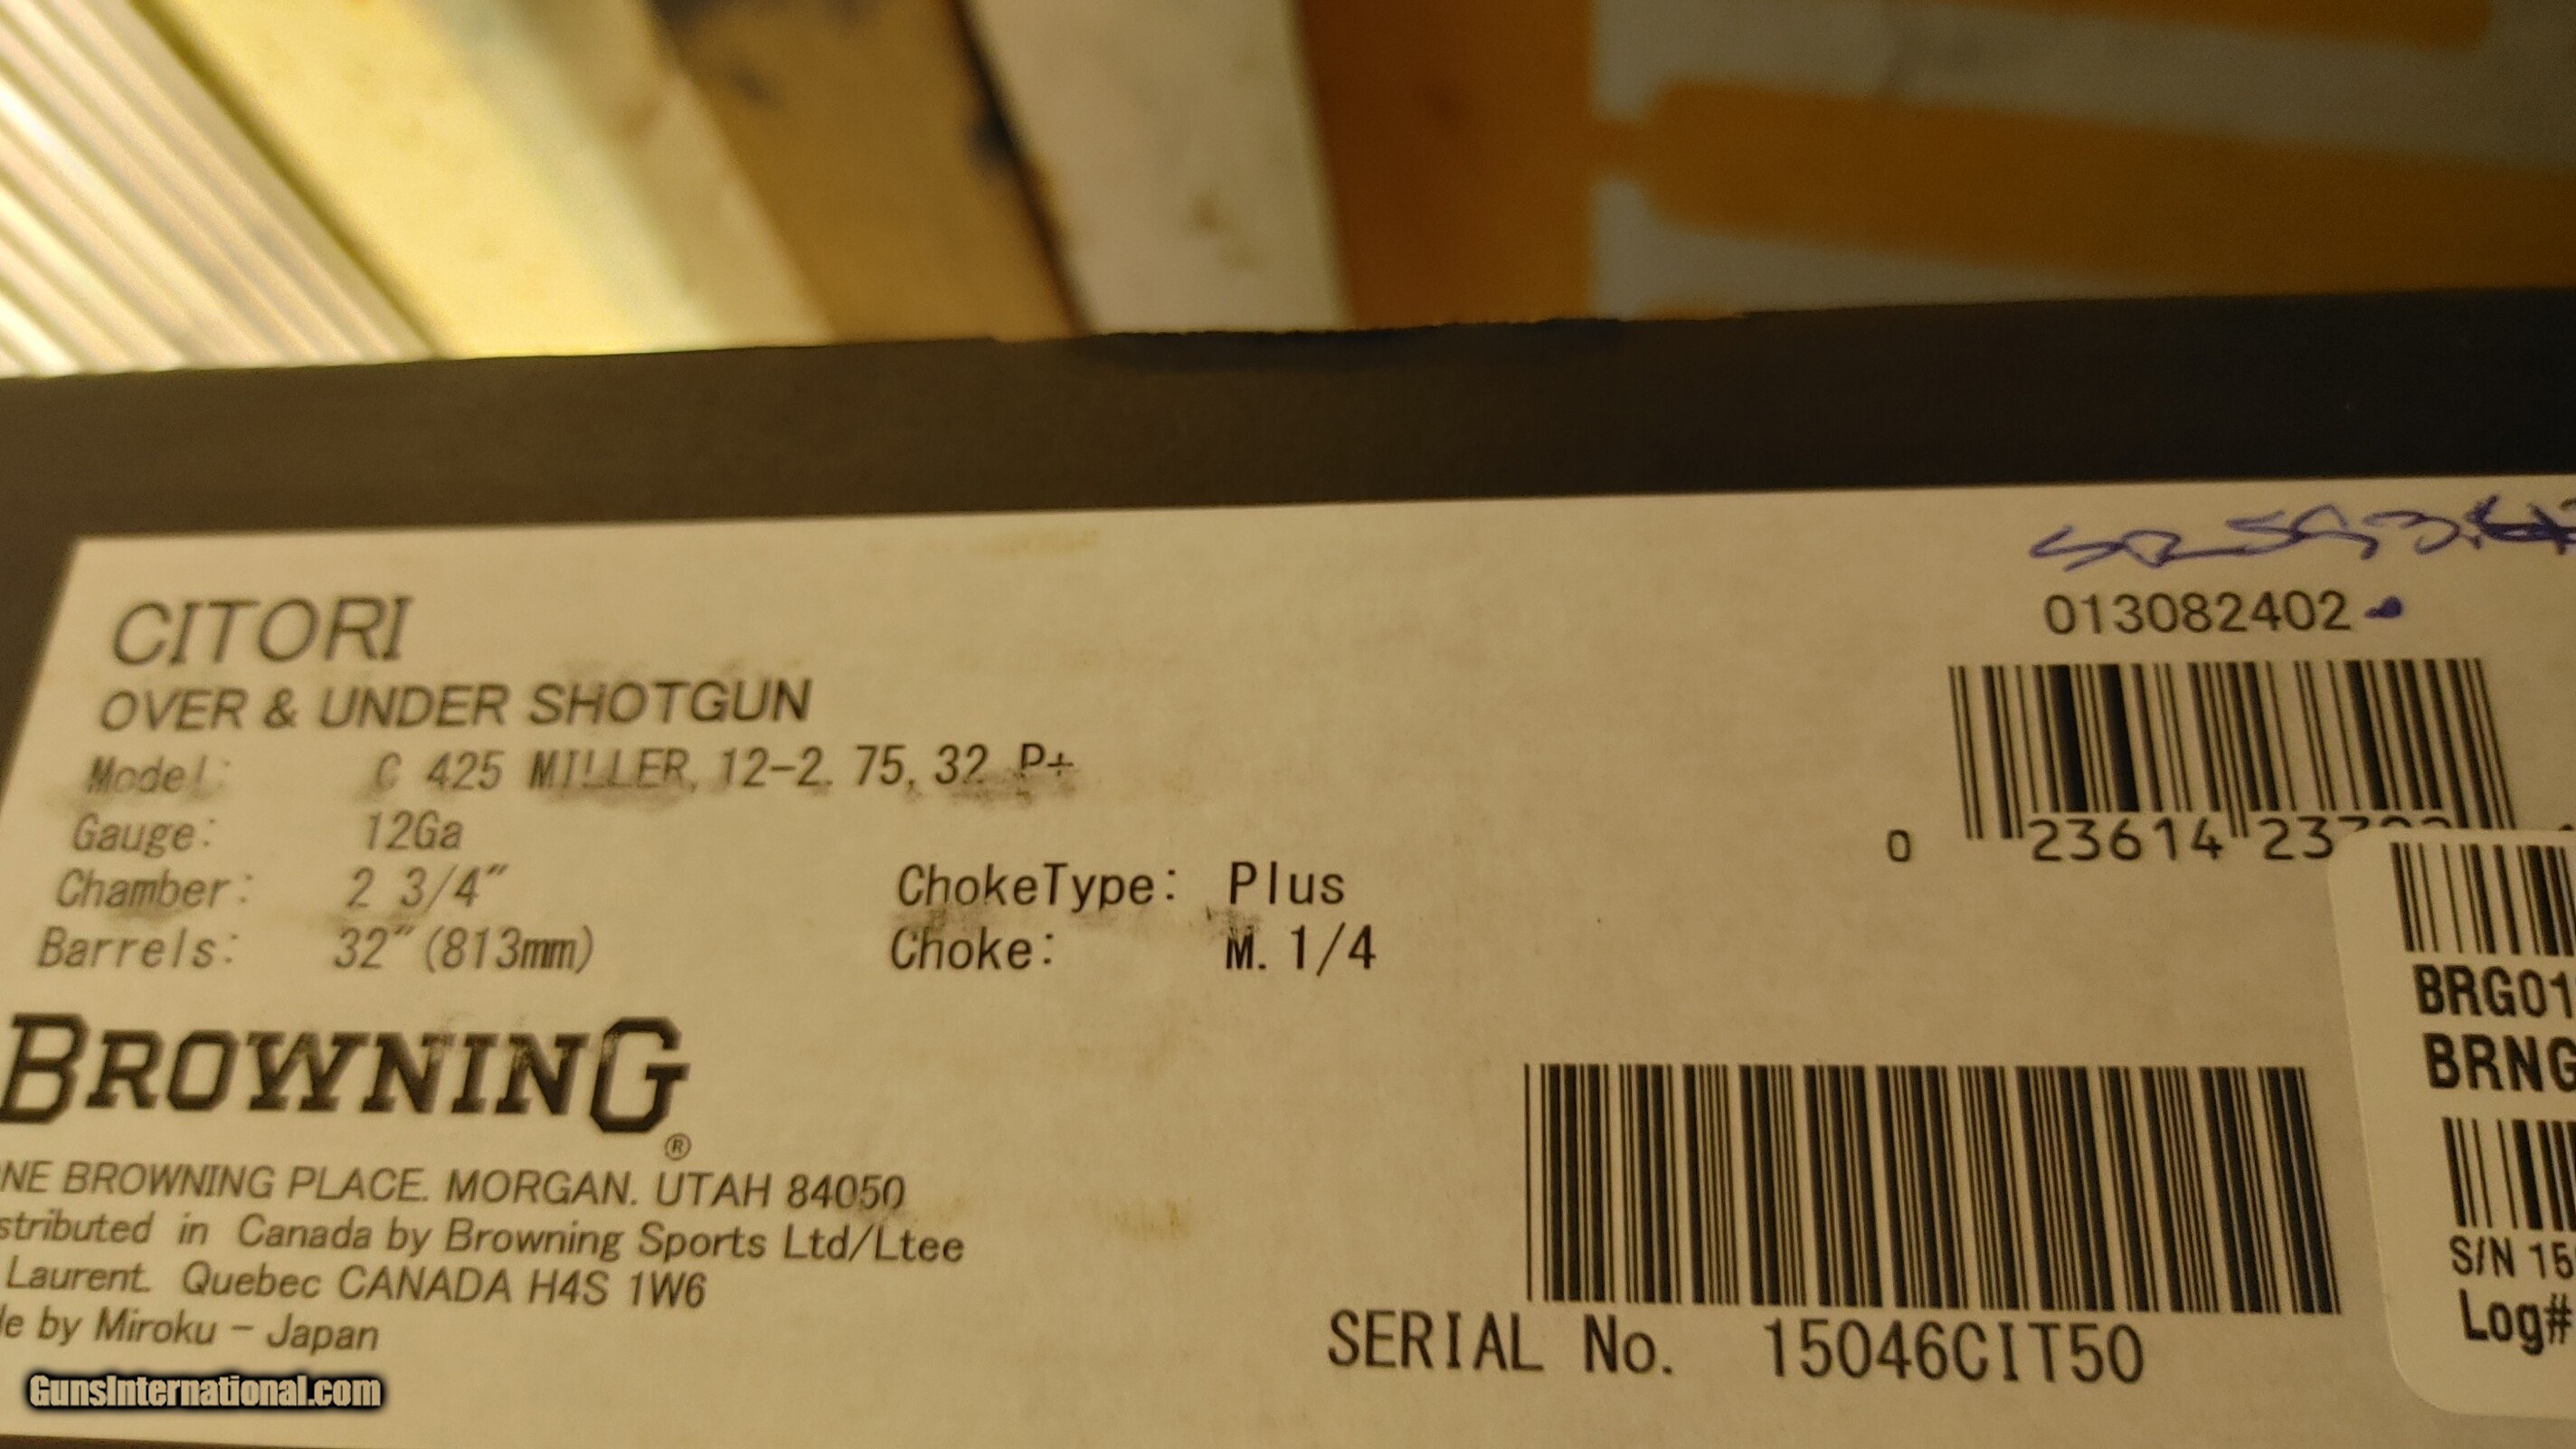 013082402
CITORI
OVER & UNDER SHOTGUN
Model: C 425 MILLER, 12-2. 75, 32 P+
Gauge: 12Ga
0 23614 23
Chamber: 2 3/4" ChokeType: Plus
Barrels: 32"(813mm) Choke: M. 1/4
BRG01
BRNG
BROWNING®
NE BROWNING PLACE. MORGAN. UTAH 84050
stributed in Canada by Browning Sports Ltd/Ltee
Laurent. Quebec CANADA H4S 1W6
le by Miroku - Japan
S/N 15
Log#
SERIAL No. 15046CIT50
GunsInternational.com